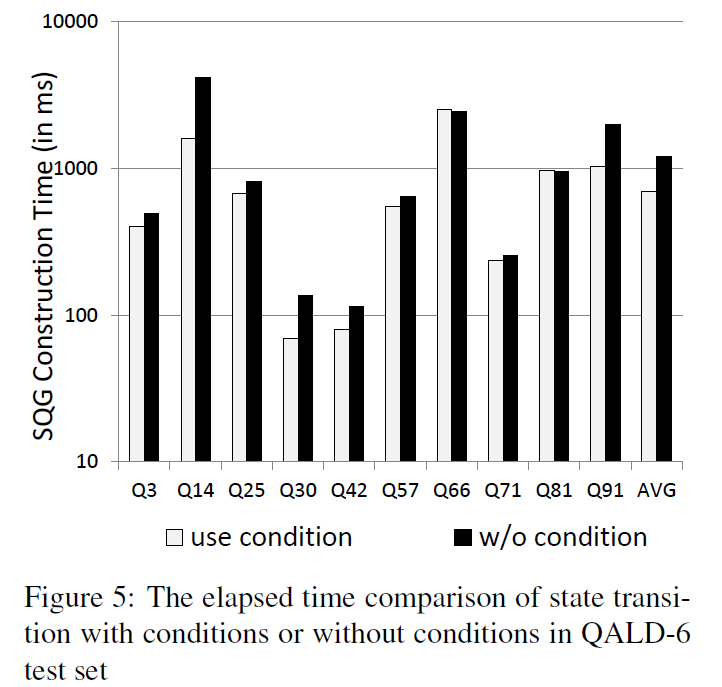 10000
1000
100
10
SQG Construction Time (in ms)
Q3 Q14 Q25 Q30 Q42 Q57 Q66 Q71 Q81 Q91 AVG
use condition w/o condition
Figure 5: The elapsed time comparison of state transi-
tion with conditions or without conditions in QALD-6
test set